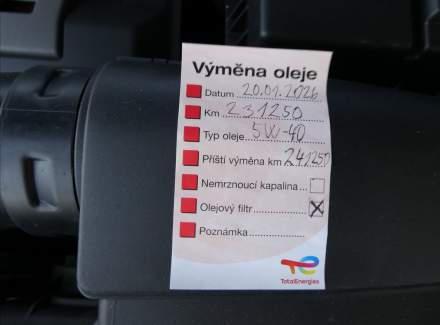 Výměna oleje
Datum 20.01.2026
Km 231250
Typ oleje 5W-40
Příští výměna km 241250
Nemrznoucí kapalina
Olejový filtr X
Poznámka
TotalEnergies